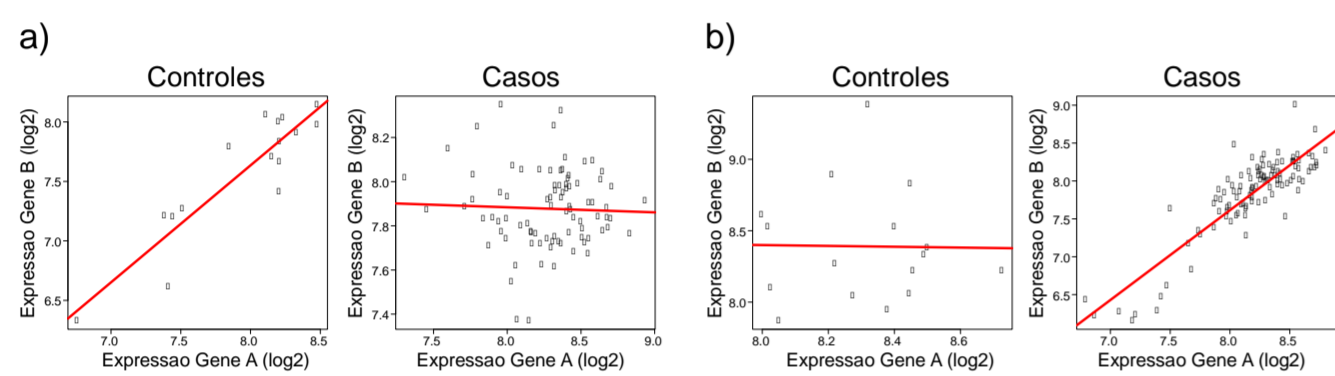 a)
b)
Controles
Casos
Controles
Casos
Expressao Gene B (log2)
8.0
7.5
7.0
6.5
7.0 7.5 8.0 8.5
Expressao Gene A (log2)
Expressao Gene B (log2)
8.2
8.0
7.8
7.6
7.4
7.5 8.0 8.5 9.0
Expressao Gene A (log2)
Expressao Gene B (log2)
9.0
8.5
8.0
8.0 8.2 8.4 8.6
Expressao Gene A (log2)
Expressao Gene B (log2)
9.0
8.5
8.0
7.5
7.0
6.5
7.0 7.5 8.0 8.5
Expressao Gene A (log2)